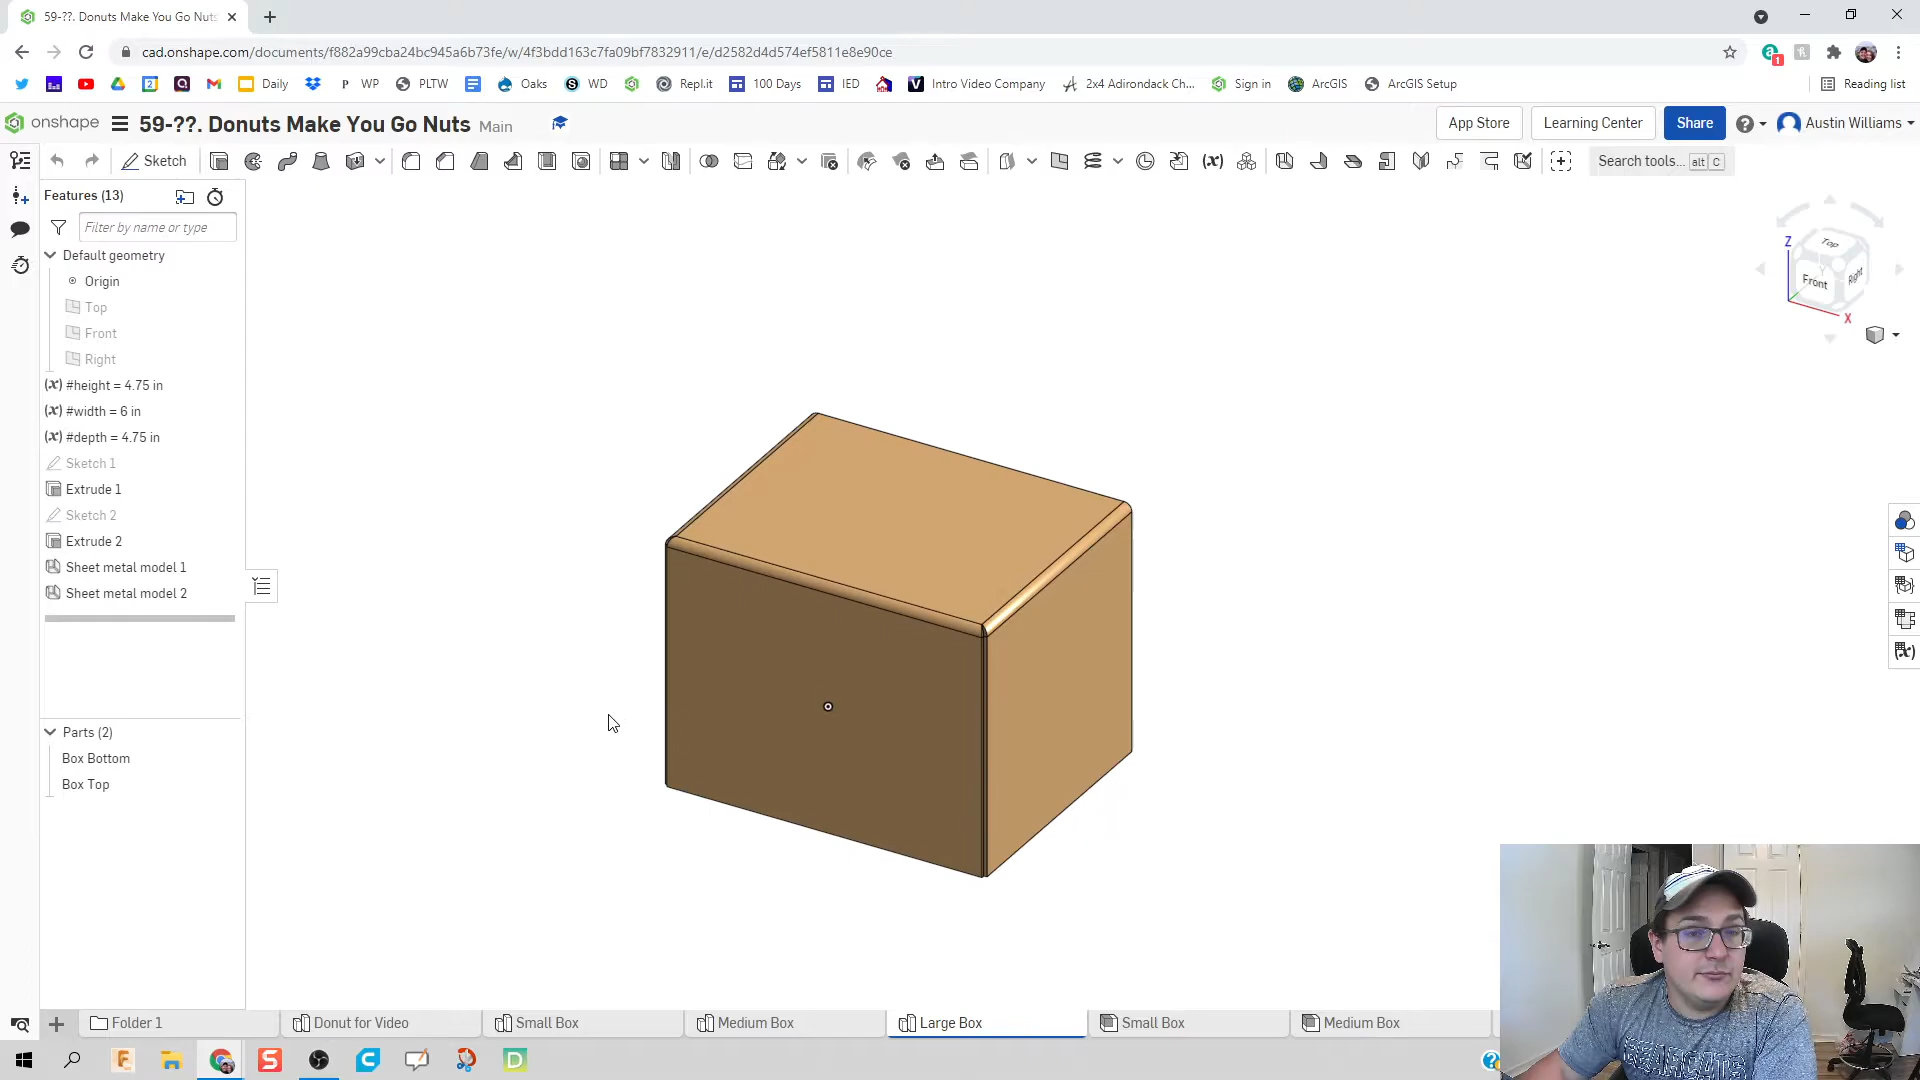 59-??. Donuts Make You Go Nuts
cad.onshape.com/documents/f882a99cba24bc945a6b73fe/w/4f3bdd163c7fa09bf7832911/e/d2582d4d574ef5811e8e90ce
Daily
P WP
PLTW
Oaks
S WD
Repl.it
100 Days
IED
V Intro Video Company
2x4 Adirondack Ch...
Sign in
ArcGIS
ArcGIS Setup
Reading list
onshape
59-??. Donuts Make You Go Nuts Main
App Store
Learning Center
Share
Austin Williams
Sketch
(x)
Search tools... alt C
Features (13)
Filter by name or type
Default geometry
Origin
Top
Front
Right
(x) #height = 4.75 in
(x) #width = 6 in
(x) #depth = 4.75 in
Sketch 1
Extrude 1
Sketch 2
Extrude 2
Sheet metal model 1
Sheet metal model 2
Parts (2)
Box Bottom
Box Top
Z
Top
Front
Right
X
(x)
Folder 1
Donut for Video
Small Box
Medium Box
Large Box
Small Box
Medium Box
BEARCATS